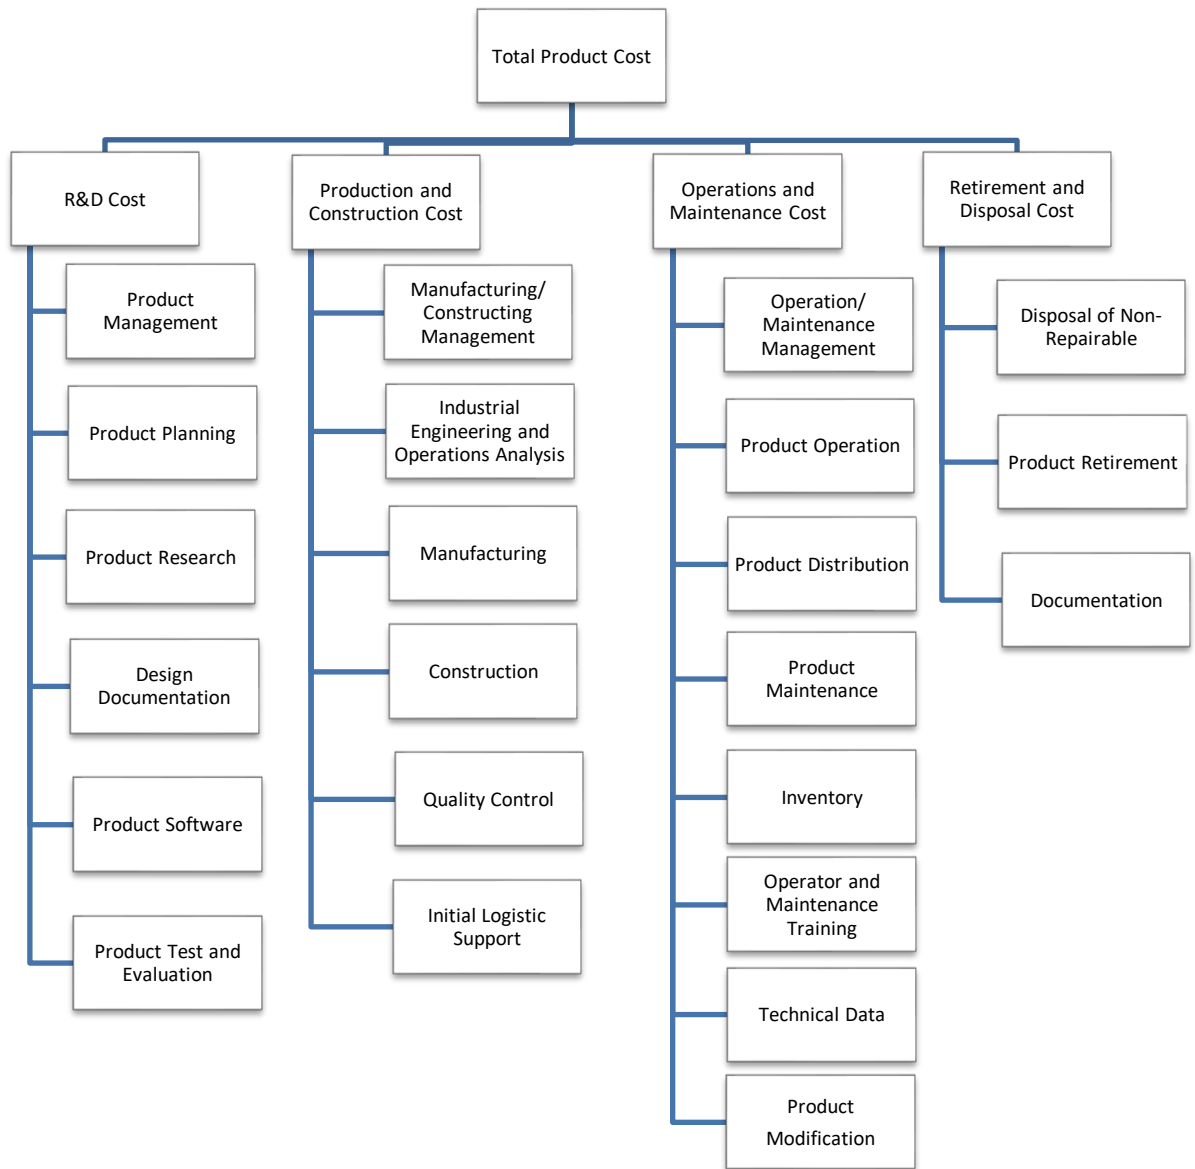 Total Product Cost
R&D Cost
Product
Management
Product Planning
Product Research
Design
Documentation
Product Software
Product Test and
Evaluation
Production and
Construction Cost
Manufacturing/
Constructing
Management
Industrial
Engineering and
Operations Analysis
Manufacturing
Construction
Quality Control
Initial Logistic
Support
Operations and
Maintenance Cost
Operation/
Maintenance
Management
Product Operation
Product Distribution
Product
Maintenance
Inventory
Operator and
Maintenance
Training
Technical Data
Product
Modification
Retirement and
Disposal Cost
Disposal of Non-
Repairable
Product Retirement
Documentation